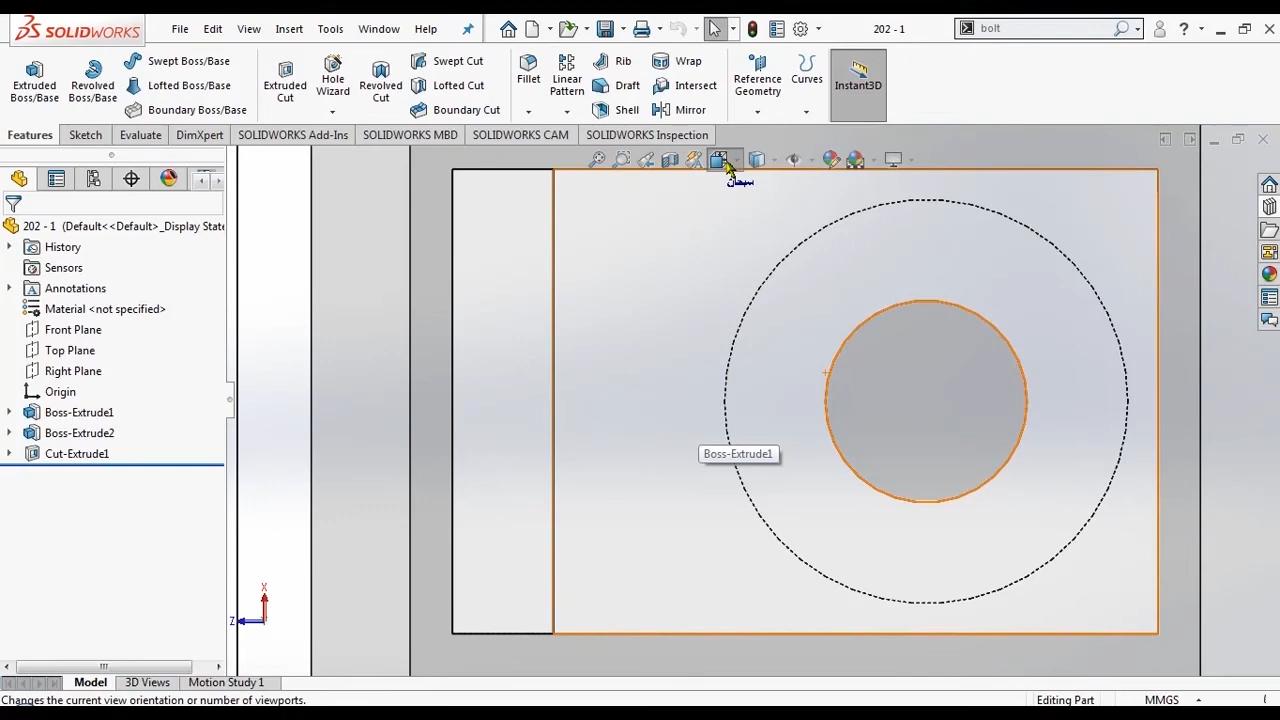 SOLIDWORKS
File Edit View Insert Tools Window Help
202 - 1
bolt
Extruded Boss/Base
Revolved Boss/Base
Swept Boss/Base
Lofted Boss/Base
Boundary Boss/Base
Extruded Cut
Hole Wizard
Revolved Cut
Swept Cut
Lofted Cut
Boundary Cut
Fillet
Linear Pattern
Rib
Draft
Shell
Wrap
Intersect
Mirror
Reference Geometry
Curves
Instant3D
Features Sketch Evaluate DimXpert SOLIDWORKS Add-Ins SOLIDWORKS MBD SOLIDWORKS CAM SOLIDWORKS Inspection
202 - 1 (Default<<Default>_Display State
History
Sensors
Annotations
Material <not specified>
Front Plane
Top Plane
Right Plane
Origin
Boss-Extrude1
Boss-Extrude2
Cut-Extrude1
Boss-Extrude1
X
Z
Model 3D Views Motion Study 1
Changes the current view orientation or number of viewports.
Editing Part
MMGS